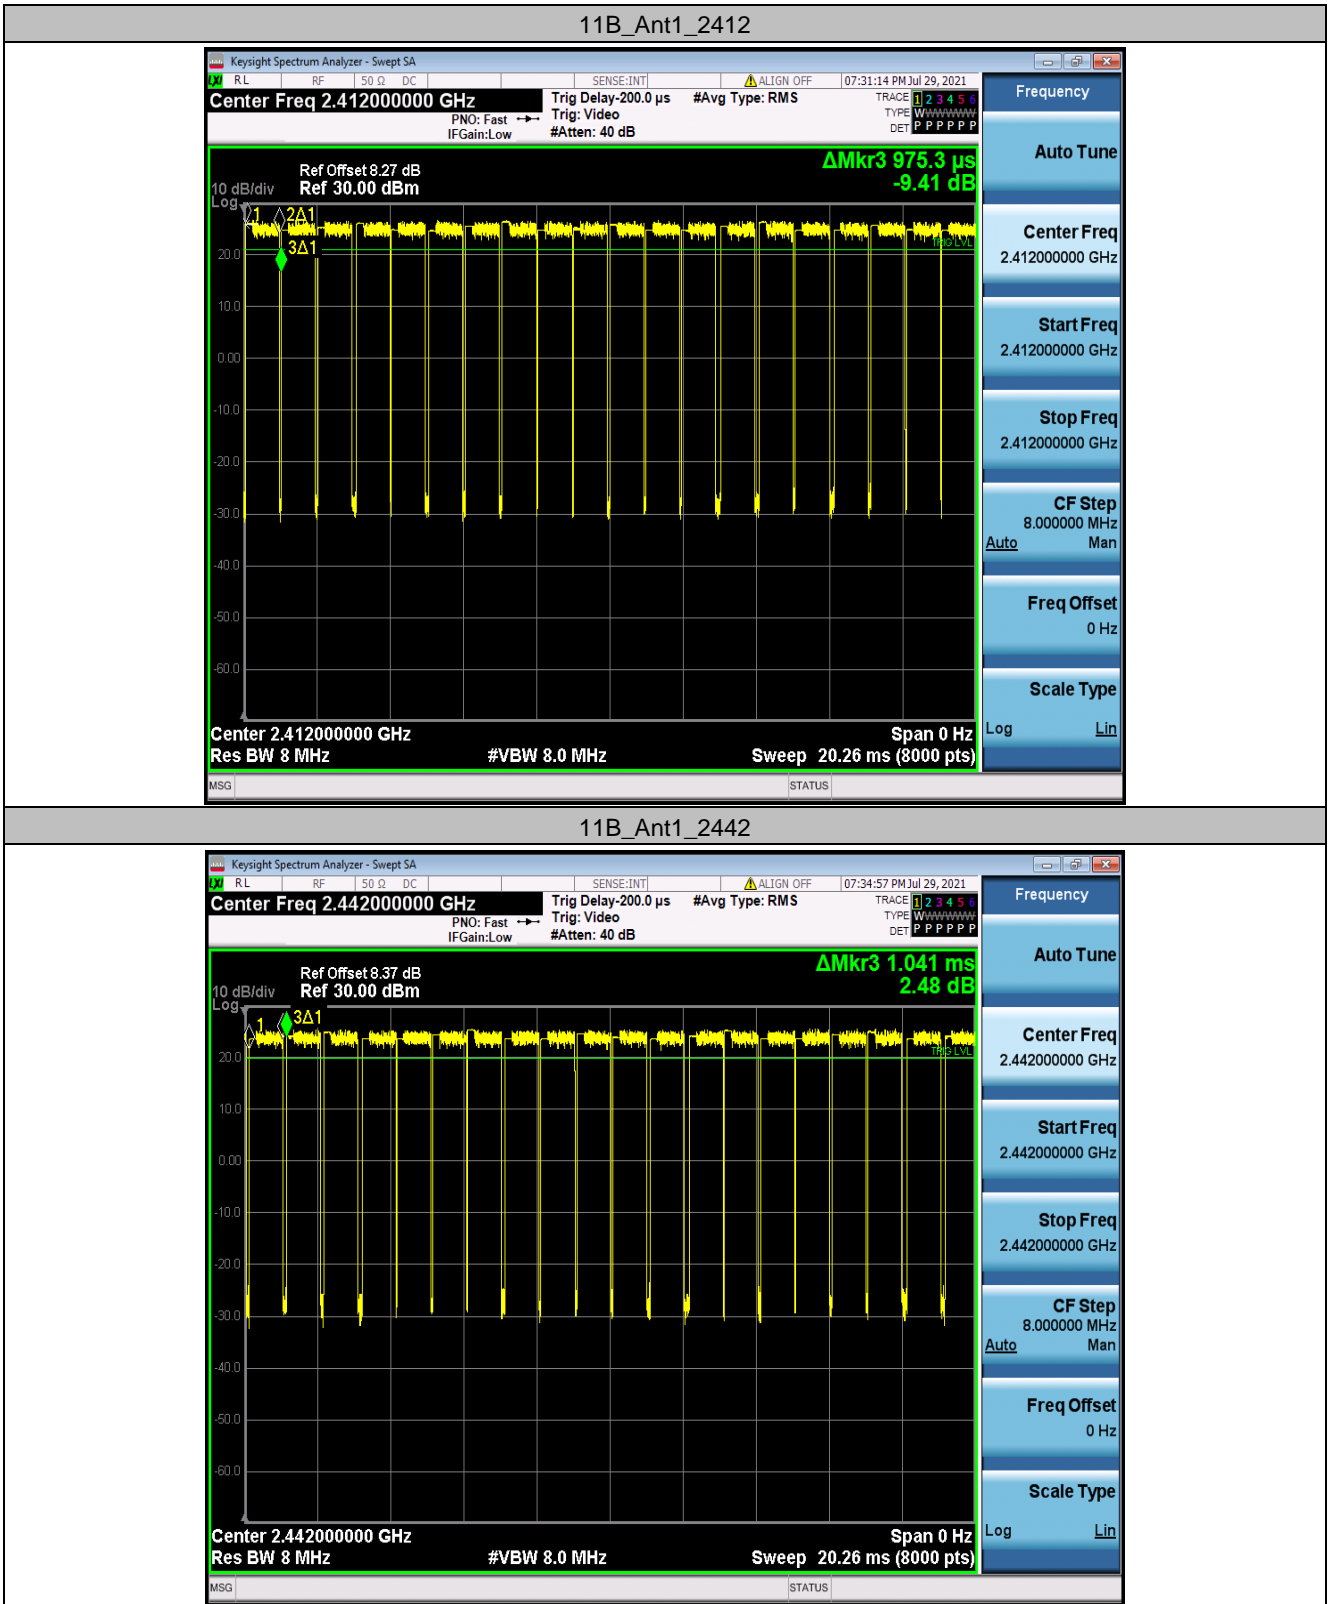 11B_Ant1_2412
Keysight Spectrum Analyzer - Swept SA
LXI RL RF 50 Ω DC SENSE:INT ALIGN OFF 07:31:14 PM Jul 29, 2021
Center Freq 2.412000000 GHz
PNO: Fast
IFGain:Low
Trig Delay-200.0 µs
Trig: Video
#Atten: 40 dB
#Avg Type: RMS
TRACE 1 2 3 4 5 6
TYPE WWWWWW
DET P P P P P P
ΔMkr3 975.3 µs
-9.41 dB
Ref Offset 8.27 dB
10 dB/div Ref 30.00 dBm
Log
1 2Δ1
3Δ1
TRIG LVL
20.0
10.0
0.00
-10.0
-20.0
-30.0
-40.0
-50.0
-60.0
Center 2.412000000 GHz Span 0 Hz
Res BW 8 MHz #VBW 8.0 MHz Sweep 20.26 ms (8000 pts)
MSG STATUS
Frequency
Auto Tune
Center Freq
2.412000000 GHz
Start Freq
2.412000000 GHz
Stop Freq
2.412000000 GHz
CF Step
8.000000 MHz
Auto Man
Freq Offset
0 Hz
Scale Type
Log Lin
11B_Ant1_2442
Keysight Spectrum Analyzer - Swept SA
LXI RL RF 50 Ω DC SENSE:INT ALIGN OFF 07:34:57 PM Jul 29, 2021
Center Freq 2.442000000 GHz
PNO: Fast
IFGain:Low
Trig Delay-200.0 µs
Trig: Video
#Atten: 40 dB
#Avg Type: RMS
TRACE 1 2 3 4 5 6
TYPE WWWWWW
DET P P P P P P
ΔMkr3 1.041 ms
2.48 dB
Ref Offset 8.37 dB
10 dB/div Ref 30.00 dBm
Log
1 3Δ1
TRIG LVL
20.0
10.0
0.00
-10.0
-20.0
-30.0
-40.0
-50.0
-60.0
Center 2.442000000 GHz Span 0 Hz
Res BW 8 MHz #VBW 8.0 MHz Sweep 20.26 ms (8000 pts)
MSG STATUS
Frequency
Auto Tune
Center Freq
2.442000000 GHz
Start Freq
2.442000000 GHz
Stop Freq
2.442000000 GHz
CF Step
8.000000 MHz
Auto Man
Freq Offset
0 Hz
Scale Type
Log Lin